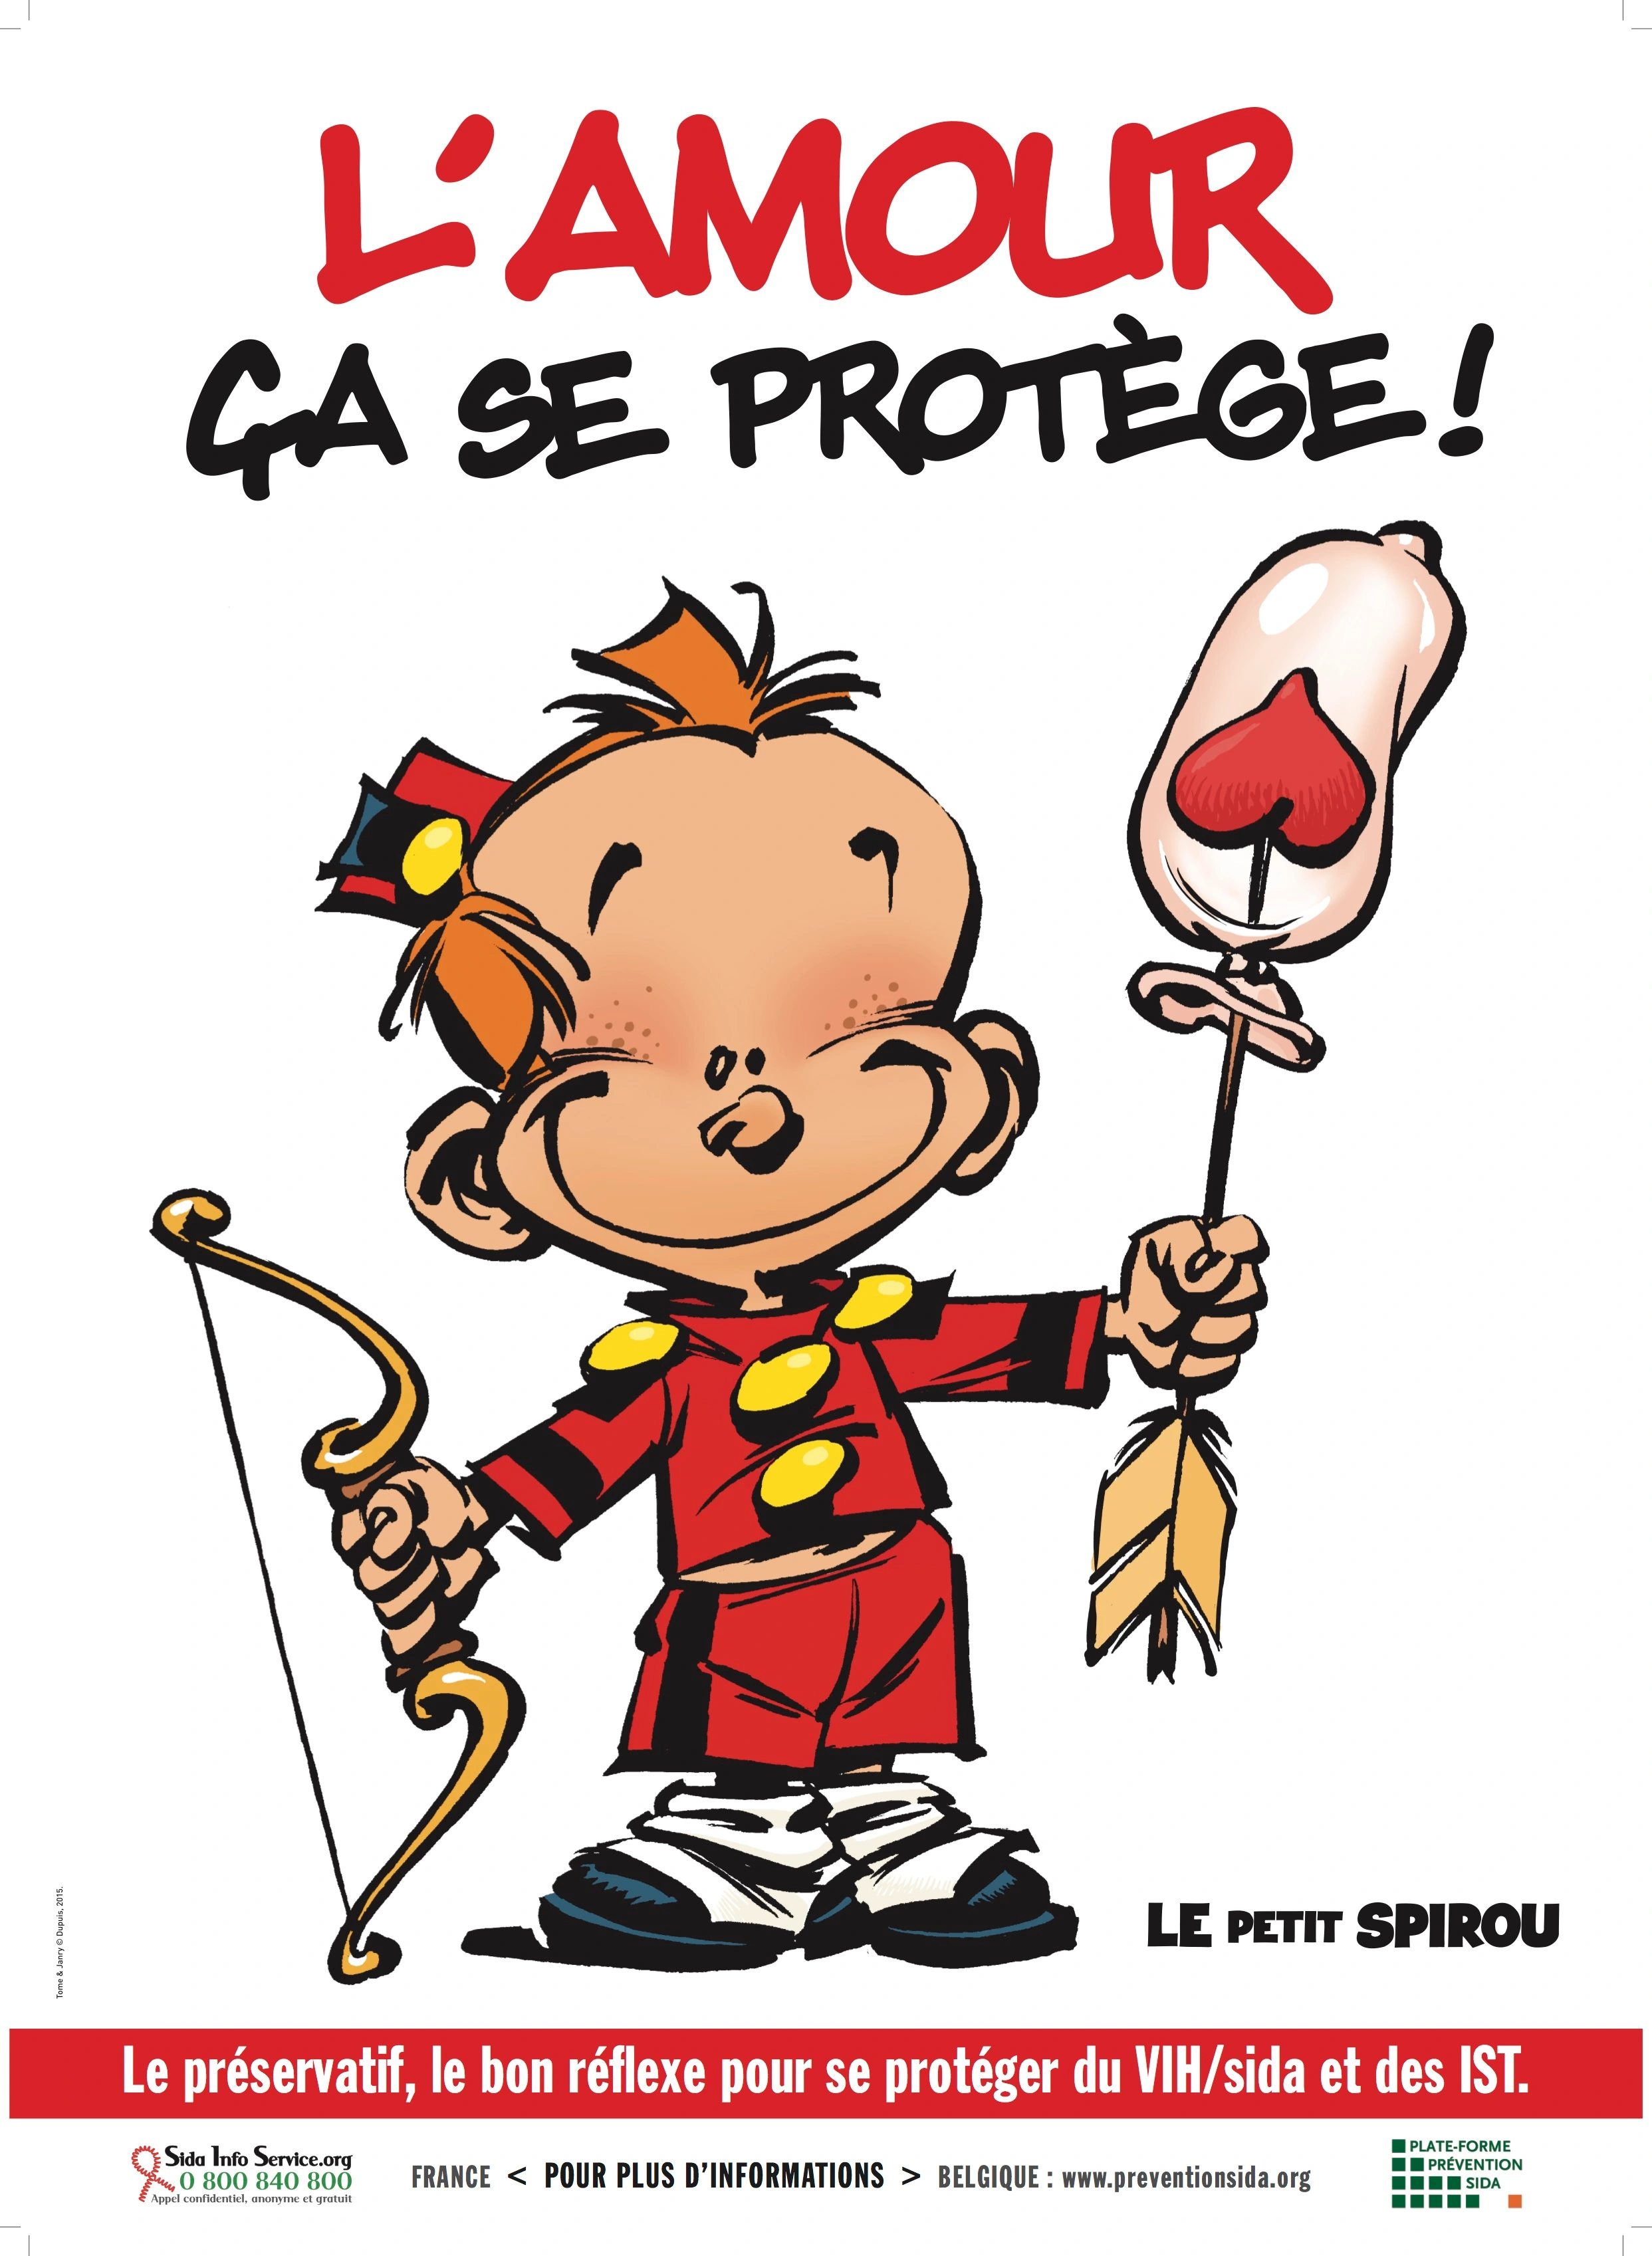 L'AMOUR
ÇA SE PROTÈGE !
Tome & Janry © Dupuis, 2015.
LE PETIT SPIROU
Le préservatif, le bon réflexe pour se protéger du VIH/sida et des IST.
Sida Info Service.org
0 800 840 800
Appel confidentiel, anonyme et gratuit
FRANCE < POUR PLUS D'INFORMATIONS > BELGIQUE : www.preventionsida.org
PLATE-FORME
PRÉVENTION
SIDA